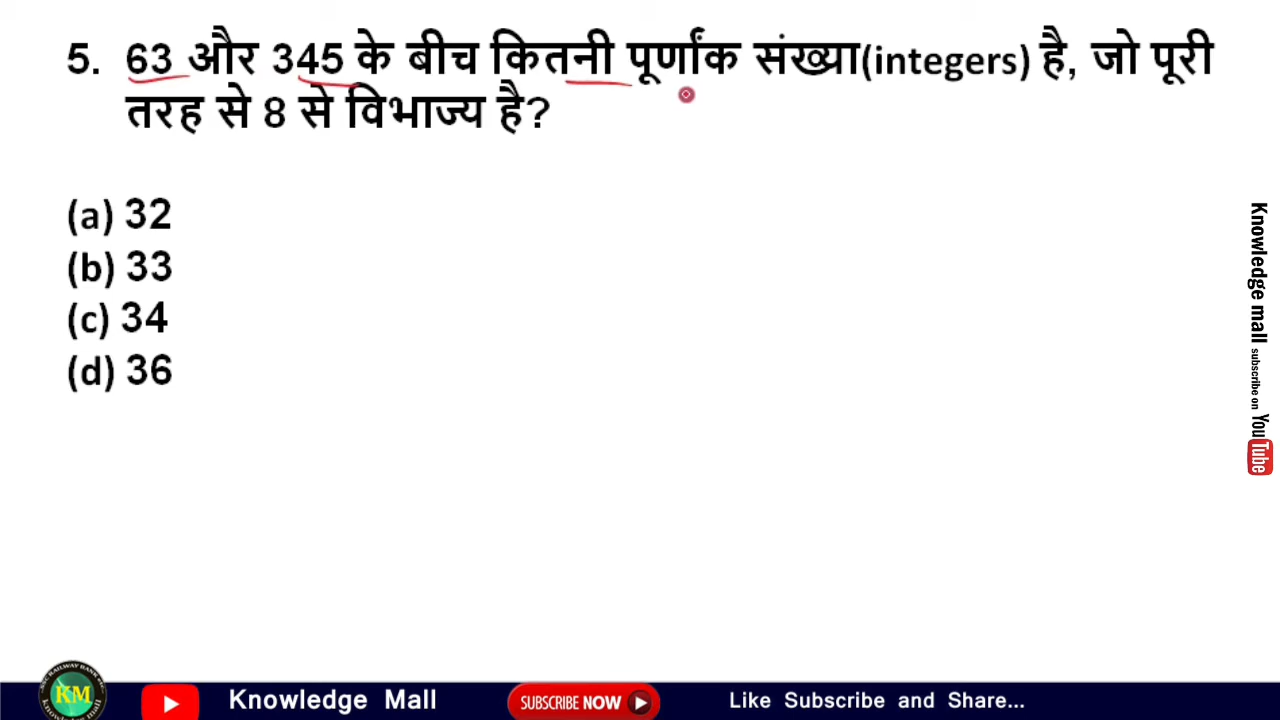 5. 63 और 345 के बीच कितनी पूर्णांक संख्या(integers) है, जो पूरी
तरह से 8 से विभाज्य है?
(a) 32
(b) 33
(c) 34
(d) 36
Knowledge mall subscribe on YouTube
KM
Knowledge Mall
SUBSCRIBE NOW
Like Subscribe and Share...